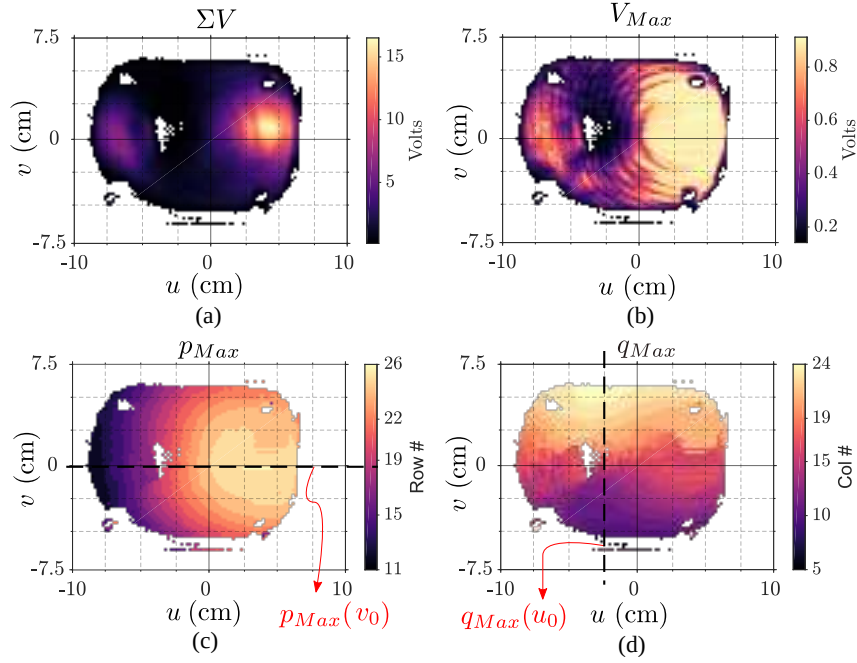 ΣV
7.5
0
-7.5
v (cm)
-10
0
10
u (cm)
15
10
5
Volts
(a)
V_Max
7.5
0
-7.5
v (cm)
-10
0
10
u (cm)
0.8
0.6
0.4
0.2
Volts
(b)
p_Max
7.5
0
-7.5
v (cm)
-10
0
10
u (cm)
p_Max(v_0)
26
22
18
15
11
Row #
(c)
q_Max
7.5
0
-7.5
v (cm)
-10
0
10
q_Max(u_0)
u (cm)
24
19
15
10
5
Col #
(d)